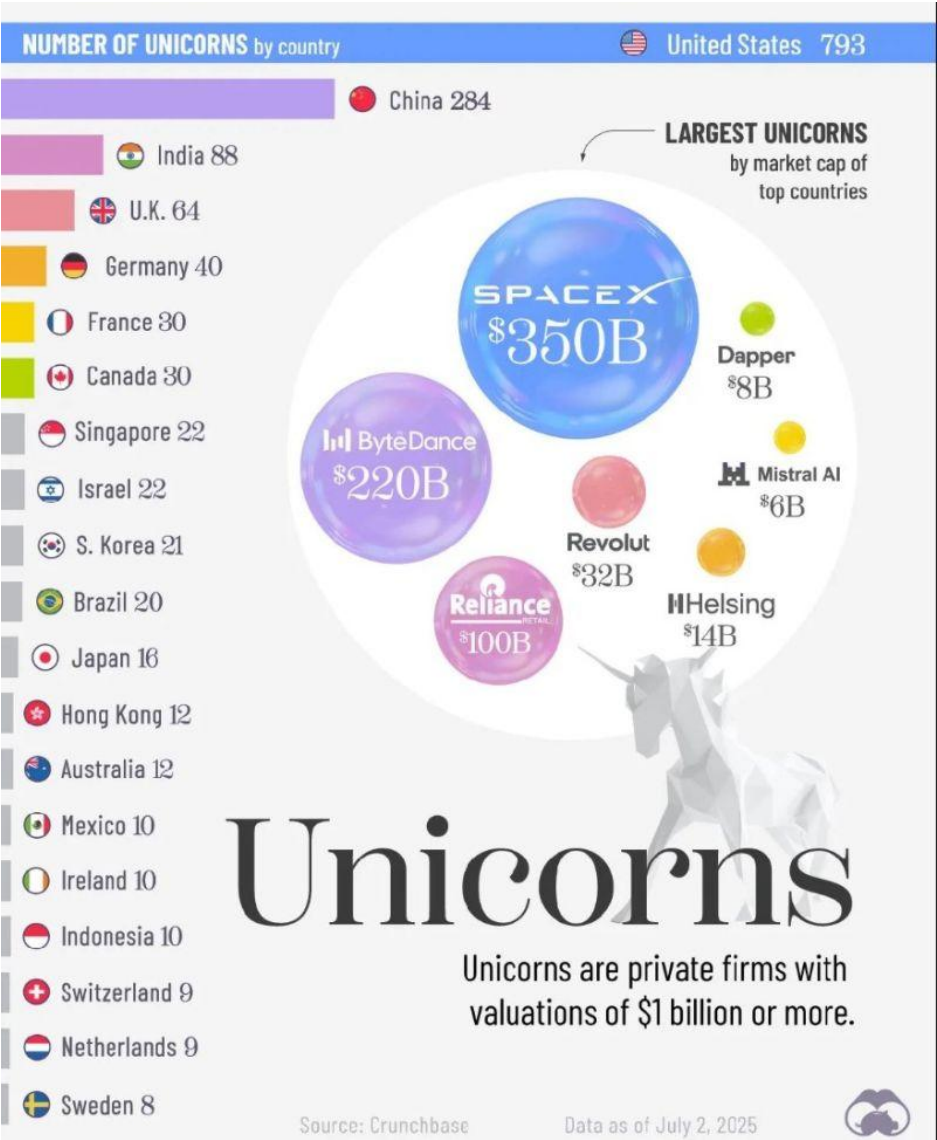 NUMBER OF UNICORNS by country
United States 793
China 284
India 88
U.K. 64
Germany 40
France 30
Canada 30
Singapore 22
Israel 22
S. Korea 21
Brazil 20
Japan 16
Hong Kong 12
Australia 12
Mexico 10
Ireland 10
Indonesia 10
Switzerland 9
Netherlands 9
Sweden 8
LARGEST UNICORNS
by market cap of
top countries
SPACEX
$350B
Dapper
$8B
ByteDance
$220B
Mistral AI
$6B
Revolut
$32B
Reliance
RETAIL
$100B
Helsing
$14B
Unicorns
Unicorns are private firms with
valuations of $1 billion or more.
Source: Crunchbase
Data as of July 2, 2025